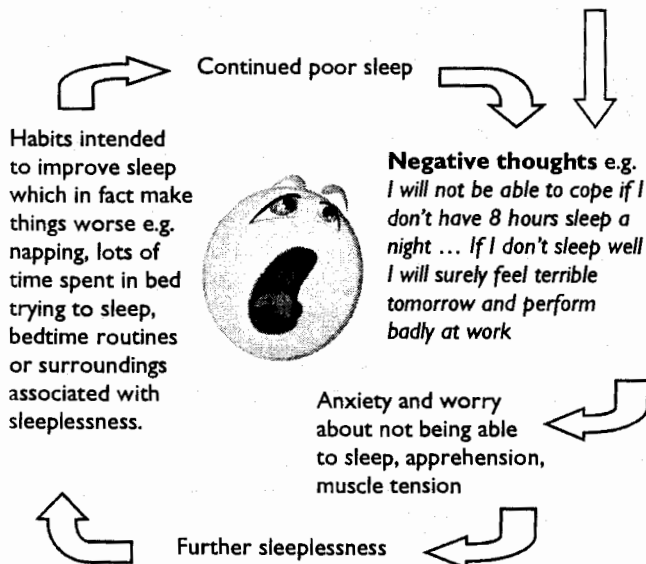 Continued poor sleep
Habits intended
to improve sleep
which in fact make
things worse e.g.
napping, lots of
time spent in bed
trying to sleep,
bedtime routines
or surroundings
associated with
sleeplessness.
Negative thoughts e.g.
I will not be able to cope if I
don't have 8 hours sleep a
night ... If I don't sleep well
I will surely feel terrible
tomorrow and perform
badly at work
Anxiety and worry
about not being able
to sleep, apprehension,
muscle tension
Further sleeplessness